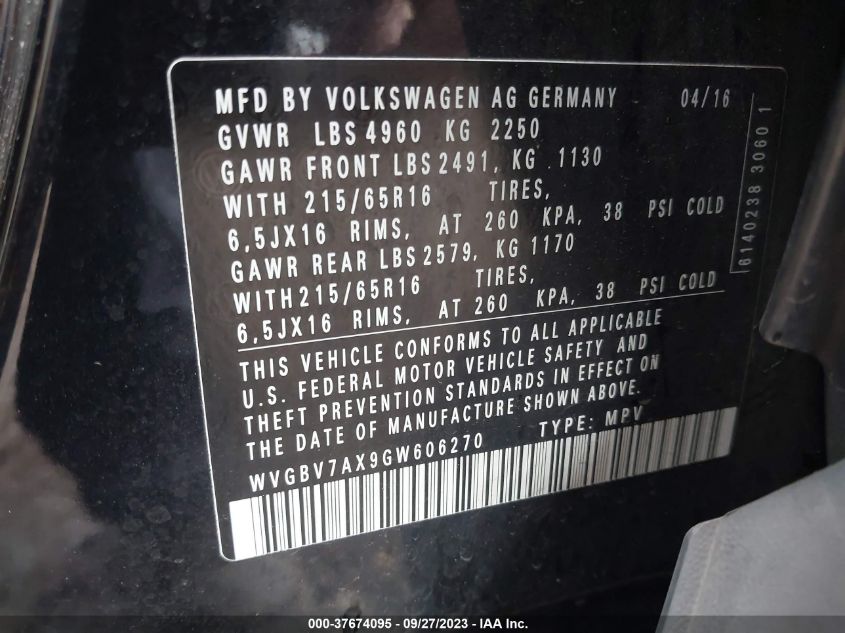 MFD BY VOLKSWAGEN AG GERMANY 04/16
GVWR LBS 4960 KG 2250
GAWR FRONT LBS 2491, KG 1130
WITH 215/65R16 TIRES,
6,5JX16 RIMS, AT 260 KPA, 38 PSI COLD
GAWR REAR LBS 2579, KG 1170
WITH 215/65R16 TIRES,
6,5JX16 RIMS, AT 260 KPA, 38 PSI COLD
THIS VEHICLE CONFORMS TO ALL APPLICABLE
U.S. FEDERAL MOTOR VEHICLE SAFETY AND
THEFT PREVENTION STANDARDS IN EFFECT ON
THE DATE OF MANUFACTURE SHOWN ABOVE.
WVGBV7AX9GW606270 TYPE: MPV
6140238 3060 1
000-37674095 - 09/27/2023 - IAA Inc.